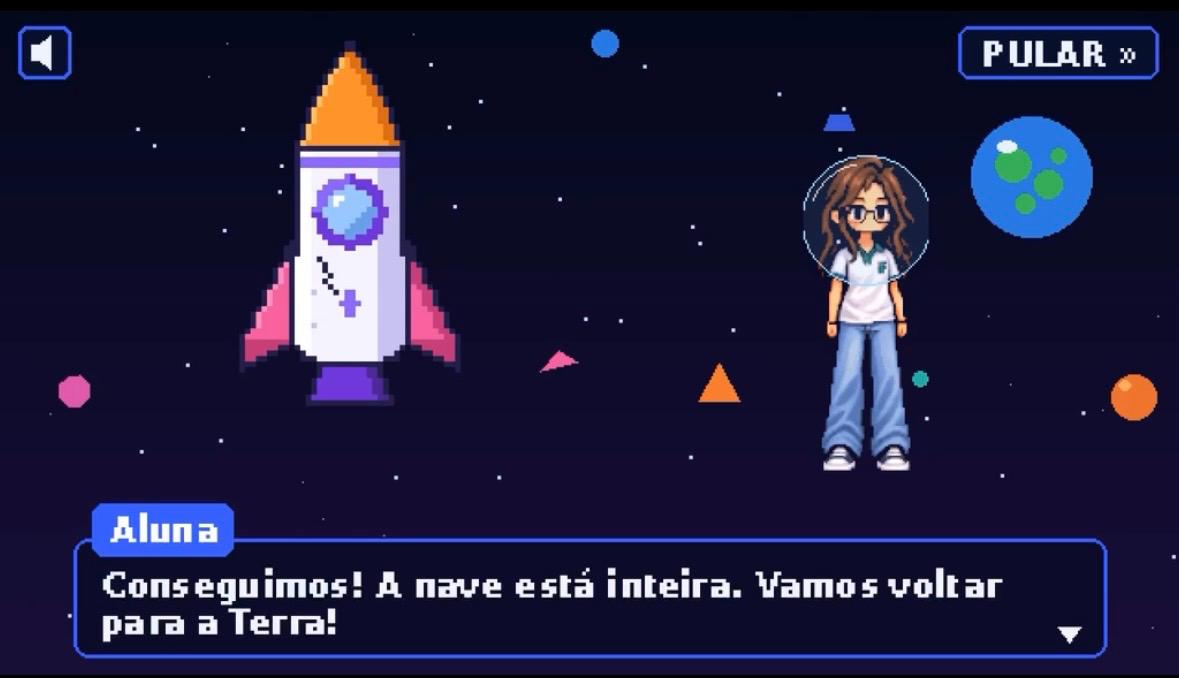 PULAR »
Aluna
Conseguimos! A nave está inteira. Vamos voltar
para a Terra!